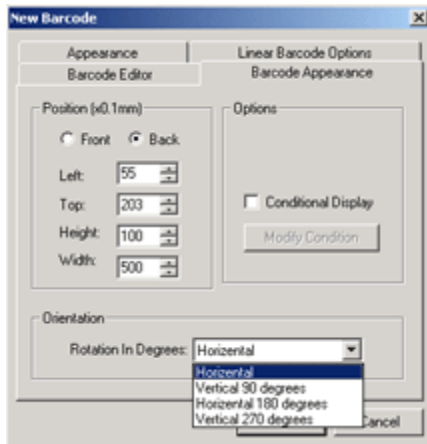 New Barcode
Appearance
Linear Barcode Options
Barcode Editor
Barcode Appearance
Position (x0.1mm)
Front
Back
Left:
55
Top:
203
Height:
100
Width:
500
Options
Conditional Display
Modify Condition
Orientation
Rotation In Degrees:
Horizental
Horizental
Vertical 90 degrees
Horizental 180 degrees
Vertical 270 degrees
Cancel